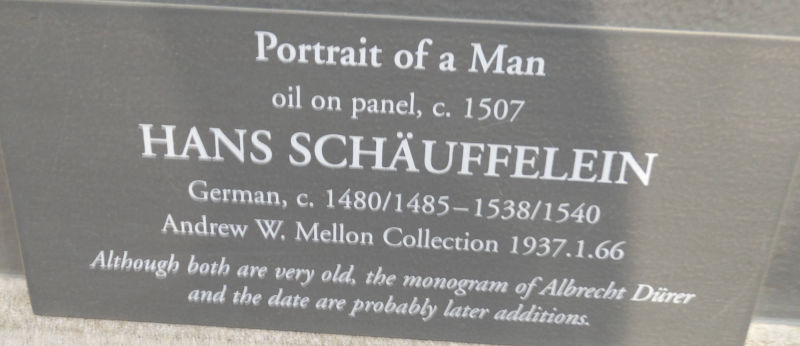 Portrait of a Man
oil on panel, c. 1507
HANS SCHÄUFFELEIN
German, c. 1480/1485–1538/1540
Andrew W. Mellon Collection 1937.1.66
Although both are very old, the monogram of Albrecht Dürer
and the date are probably later additions.